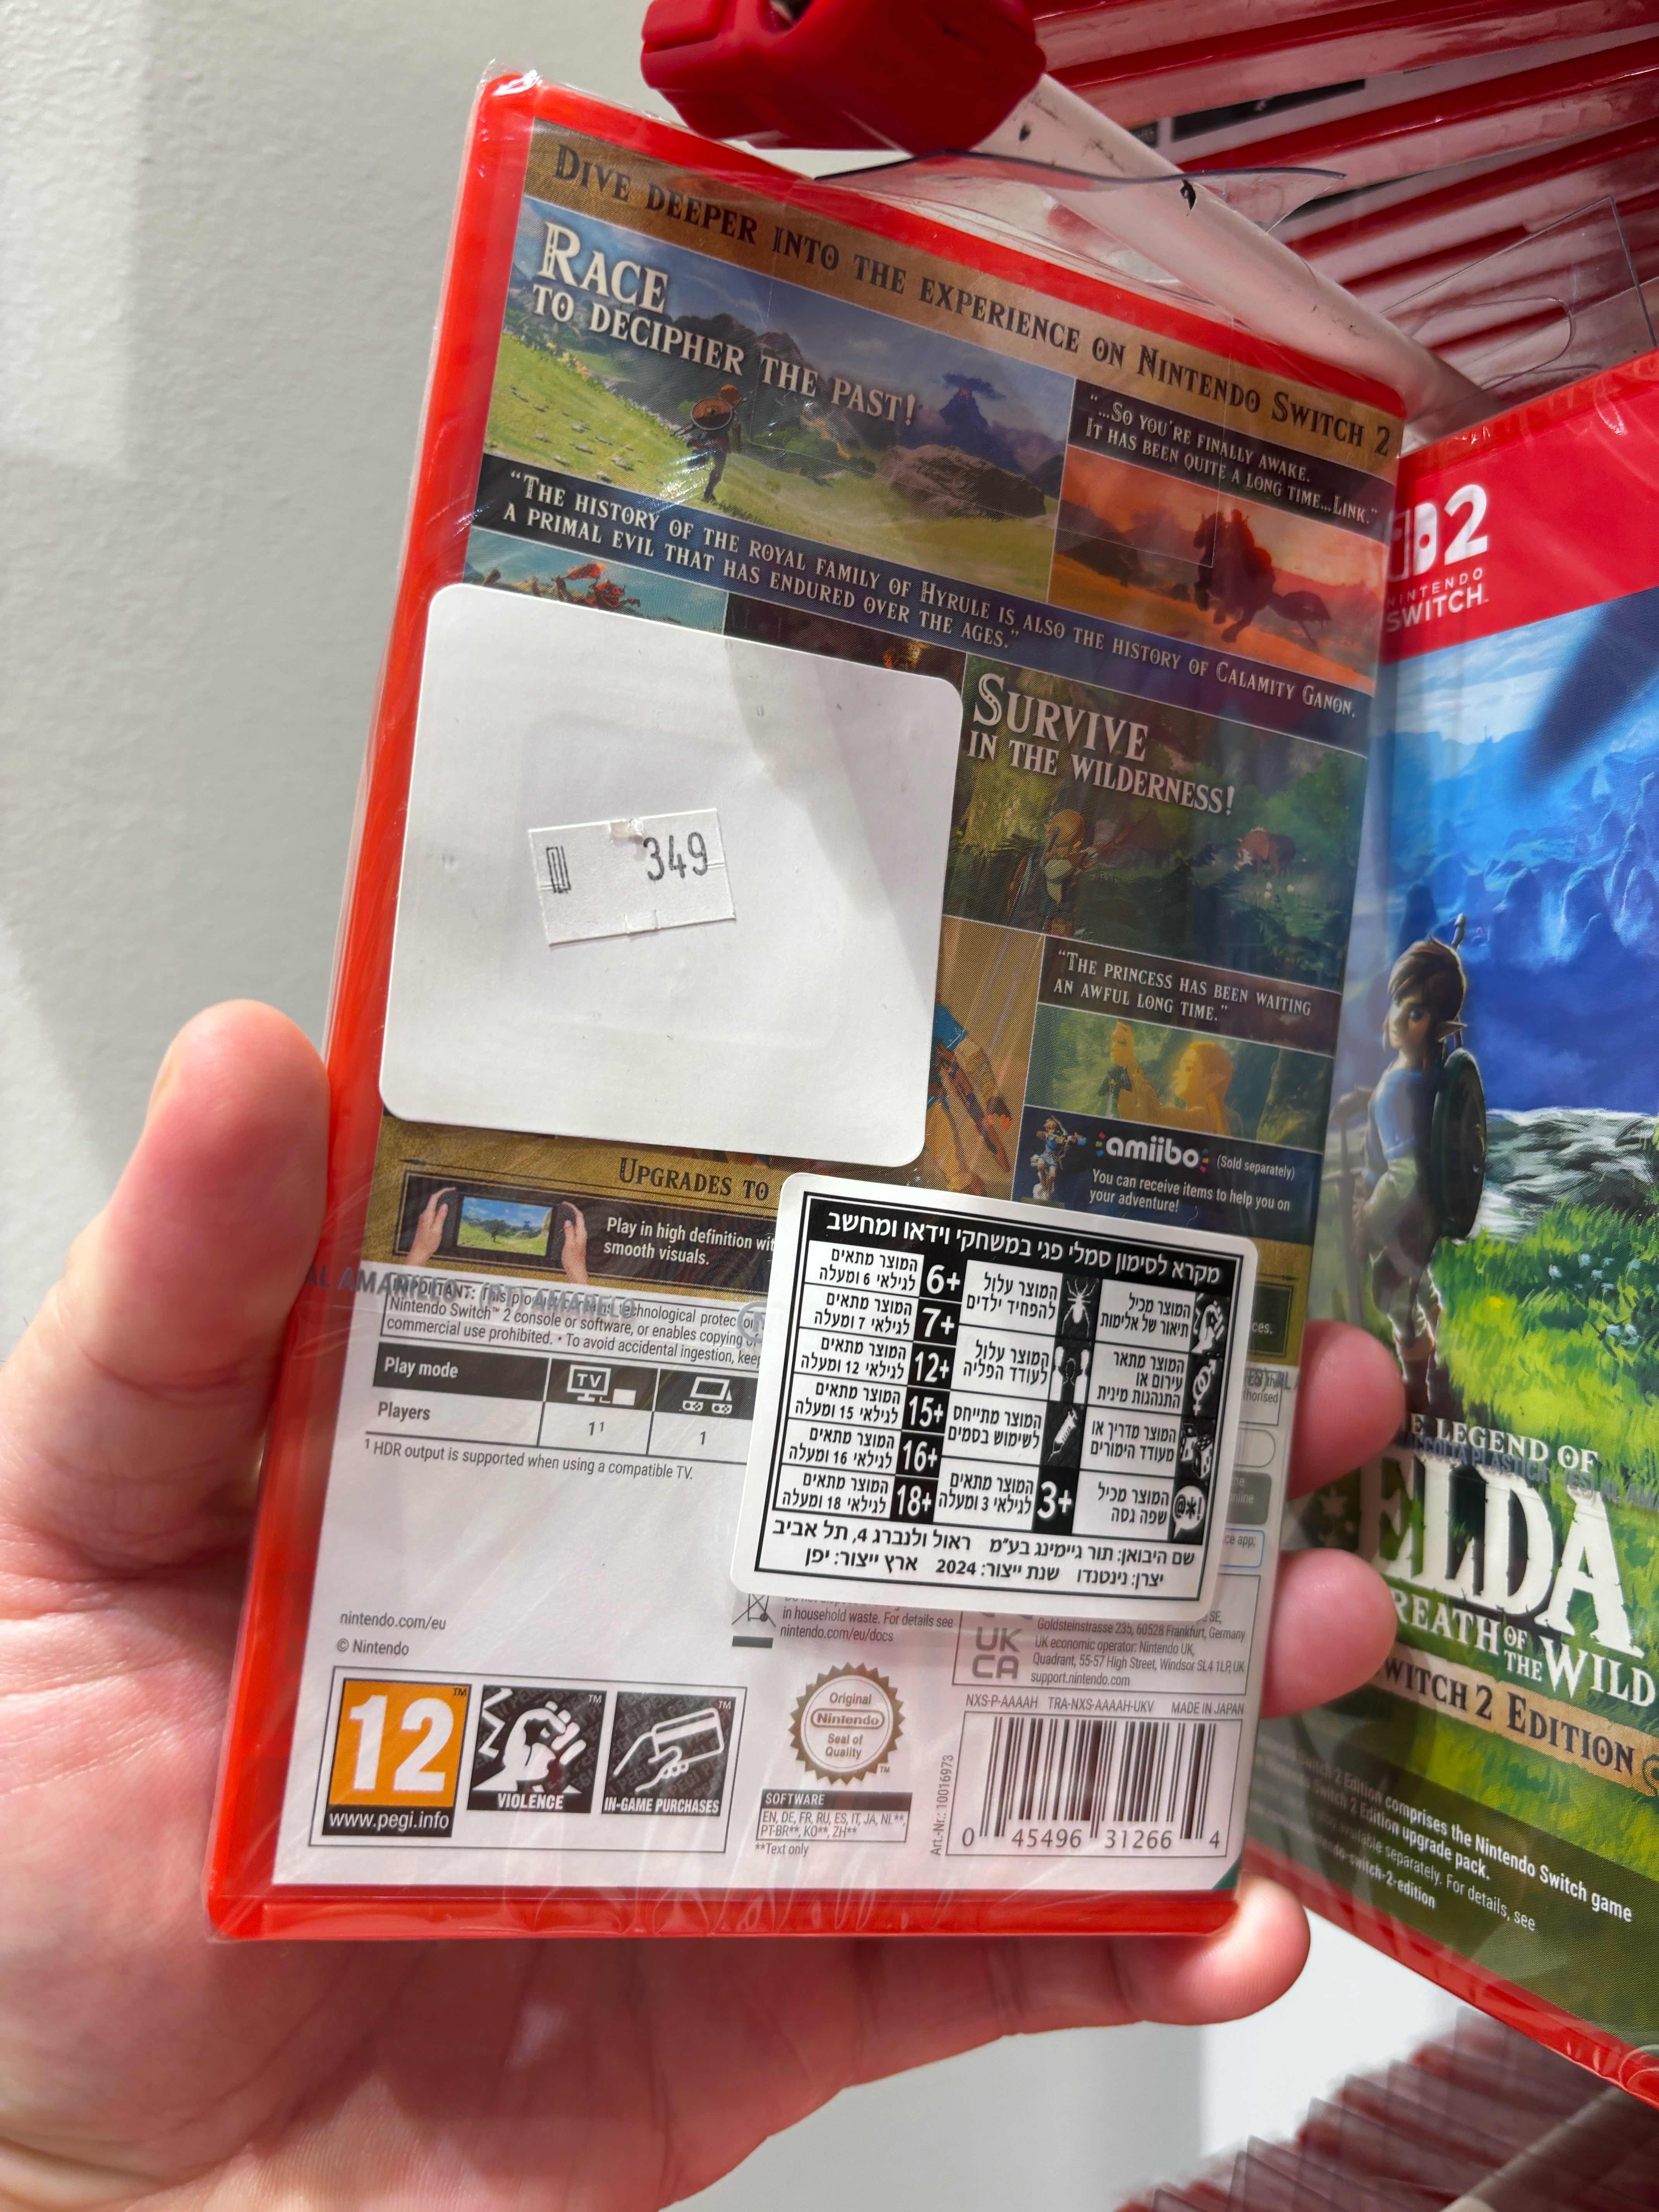 DIVE DEEPER INTO THE EXPERIENCE ON NINTENDO SWITCH 2
RACE
TO DECIPHER THE PAST!
"...SO YOU'RE FINALLY AWAKE.
IT HAS BEEN QUITE A LONG TIME...LINK."
"THE HISTORY OF THE ROYAL FAMILY OF HYRULE IS ALSO THE HISTORY OF CALAMITY GANON,
A PRIMAL EVIL THAT HAS ENDURED OVER THE AGES."
SURVIVE
IN THE WILDERNESS!
349
"THE PRINCESS HAS BEEN WAITING
AN AWFUL LONG TIME."
amiibo (Sold separately)
You can receive items to help you on
your adventure!
UPGRADES TO
Play in high definition
smooth visuals.
AL AMARILLO
AMARELO
IMPORTANT: This technological
Nintendo Switch™ 2 console or software, or enables copying
commercial use prohibited. • To avoid accidental ingestion, keep
Play mode TV
Players 1¹ 1
¹ HDR output is supported when using a compatible TV.
מקרא לסימון סמלי פגי במשחקי וידאו ומחשב
המוצר מכיל
תיאור של אלימות
המוצר עלול
להפחיד ילדים
6+ המוצר מתאים
לגילאי 6 ומעלה
המוצר מתאר
עירום או
התנהגות מינית
המוצר עלול
לעודד הפליה
7+ המוצר מתאים
לגילאי 7 ומעלה
12+ המוצר מתאים
לגילאי 12 ומעלה
המוצר מדריך או
מעודד הימורים
המוצר מתייחס
לשימוש בסמים
15+ המוצר מתאים
לגילאי 15 ומעלה
16+ המוצר מתאים
לגילאי 16 ומעלה
@*! המוצר מכיל
שפה גסה
3+ המוצר מתאים
לגילאי 3 ומעלה
18+ המוצר מתאים
לגילאי 18 ומעלה
שם היבואן: תור גיימינג בע״מ ראול ולנברג 4, תל אביב
יצרן: נינטנדו שנת ייצור: 2024 ארץ ייצור: יפן
nintendo.com/eu
© Nintendo
in household waste. For details see
nintendo.com/eu/docs
UK
CA
Goldsteinstrasse 235, 60528 Frankfurt, Germany
UK economic operator: Nintendo UK,
Quadrant, 55-57 High Street, Windsor SL4 1LP, UK
support.nintendo.com
NXS-P-AAAAH TRA-NXS-AAAAH-UKV MADE IN JAPAN
12
www.pegi.info
VIOLENCE
IN-GAME PURCHASES
Original
Nintendo
Seal of
Quality
SOFTWARE
EN, DE, FR, RU, ES, IT, JA, NL**,
PT-BR**, KO**, ZH**
**Text only
Art.-Nr.: 10016973
0 45496 31266 4
2
NINTENDO
SWITCH
LEGEND OF
OF
THE WILD
2 EDITION
2 Edition comprises the Nintendo Switch game
Switch 2 Edition upgrade pack.
available separately. For details, see